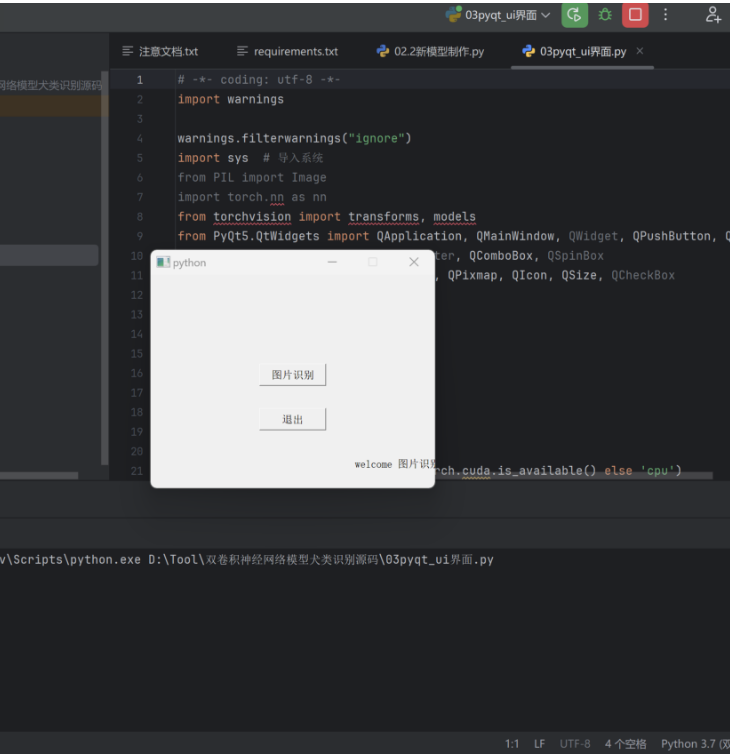 03pyqt_ui界面
注意文档.txt requirements.txt 02.2新模型制作.py 03pyqt_ui界面.py
网络模型犬类识别源码
1 # -*- coding: utf-8 -*-
2 import warnings
3
4 warnings.filterwarnings("ignore")
5 import sys # 导入系统
6 from PIL import Image
7 import torch.nn as nn
8 from torchvision import transforms, models
9 from PyQt5.QtWidgets import QApplication, QMainWindow, QWidget, QPushButton,
10 ter, QComboBox, QSpinBox
11 , QPixmap, QIcon, QSize, QCheckBox
12
13
14
15
16
17
18
19
20
21 rch.cuda.is_available() else 'cpu')
python
图片识别
退出
welcome 图片识别
v\Scripts\python.exe D:\Tool\双卷积神经网络模型犬类识别源码\03pyqt_ui界面.py
1:1 LF UTF-8 4 个空格 Python 3.7 (双